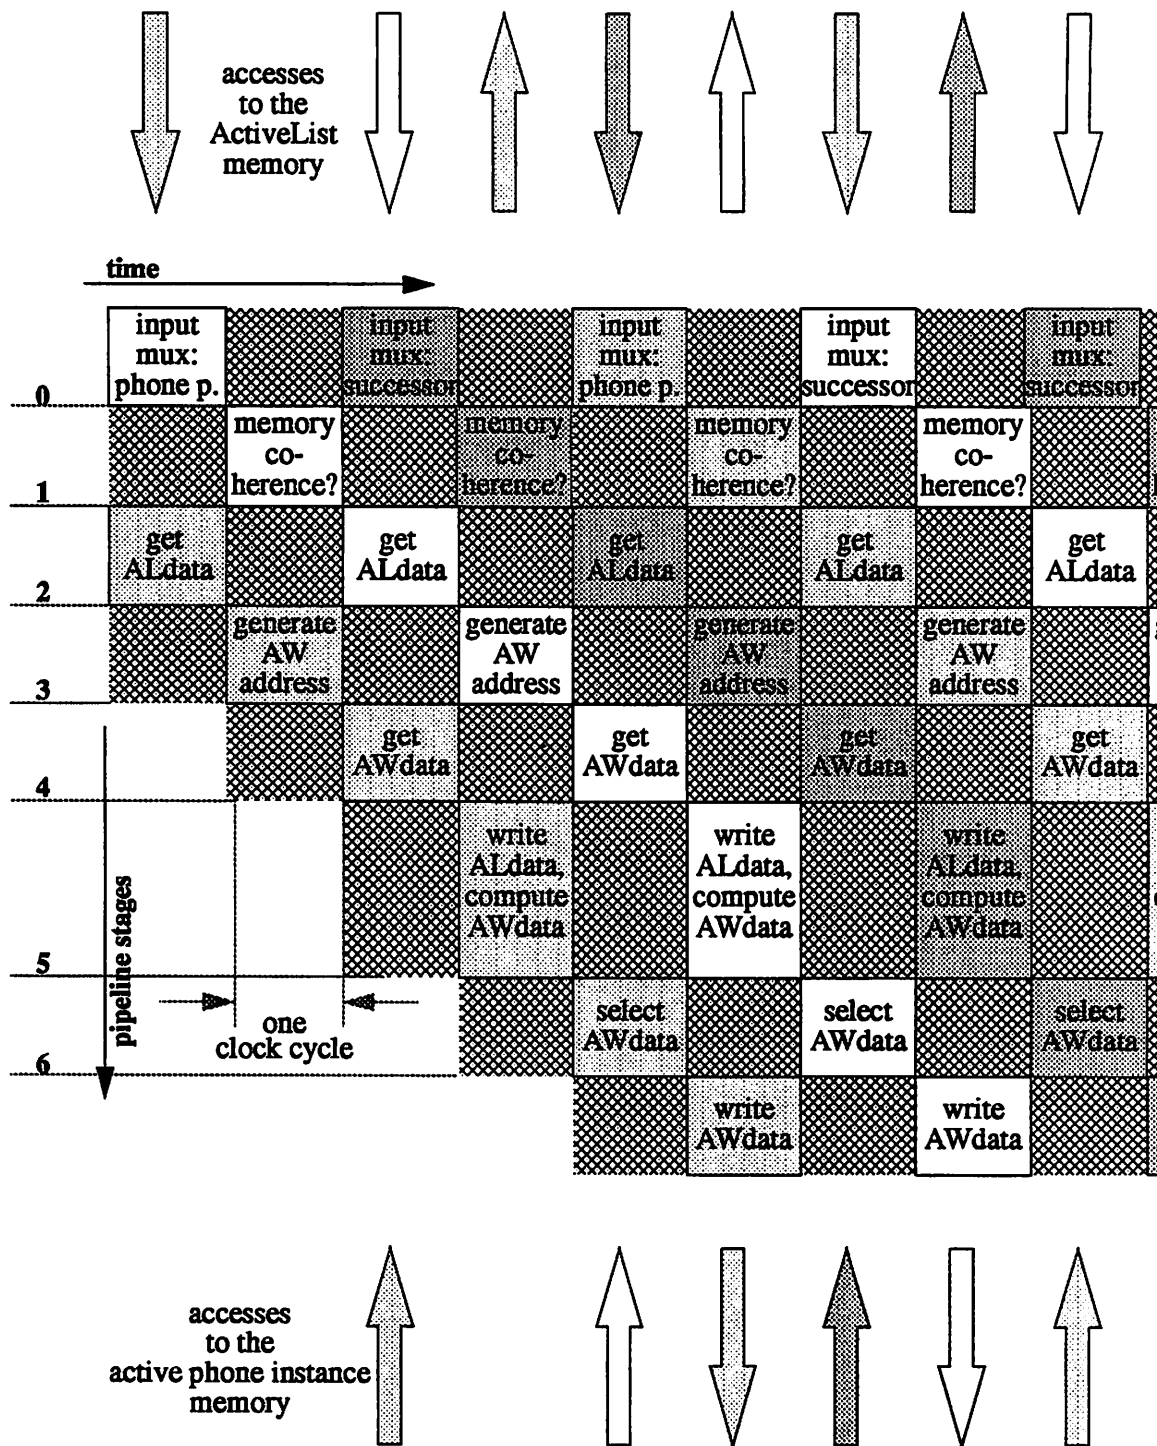 accesses
to the
ActiveList
memory
time
input
mux:
phone p.
input
mux:
successor
input
mux:
phone p.
input
mux:
successor
input
mux:
successor
0
memory
co-
herence?
memory
co-
herence?
memory
co-
herence?
memory
co-
herence?
1
get
ALdata
get
ALdata
get
ALdata
get
ALdata
get
ALdata
2
generate
AW
address
generate
AW
address
generate
AW
address
generate
AW
address
3
get
AWdata
get
AWdata
get
AWdata
get
AWdata
4
write
ALdata,
compute
AWdata
write
ALdata,
compute
AWdata
write
ALdata,
compute
AWdata
5
pipeline stages
one
clock cycle
select
AWdata
select
AWdata
select
AWdata
6
write
AWdata
write
AWdata
accesses
to the
active phone instance
memory